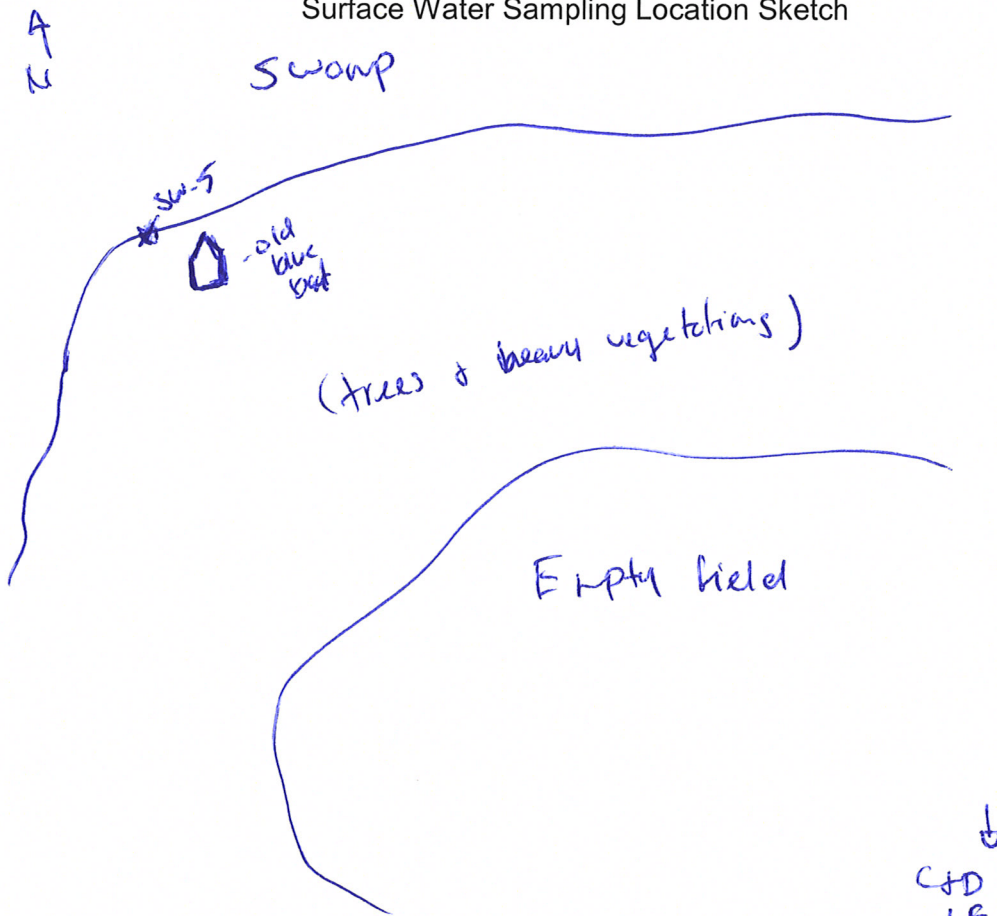 Surface Water Sampling Location Sketch
N
Swamp
SW-5
-old
blue
boat
(trees & heavy vegetations)
Empty field
C+D